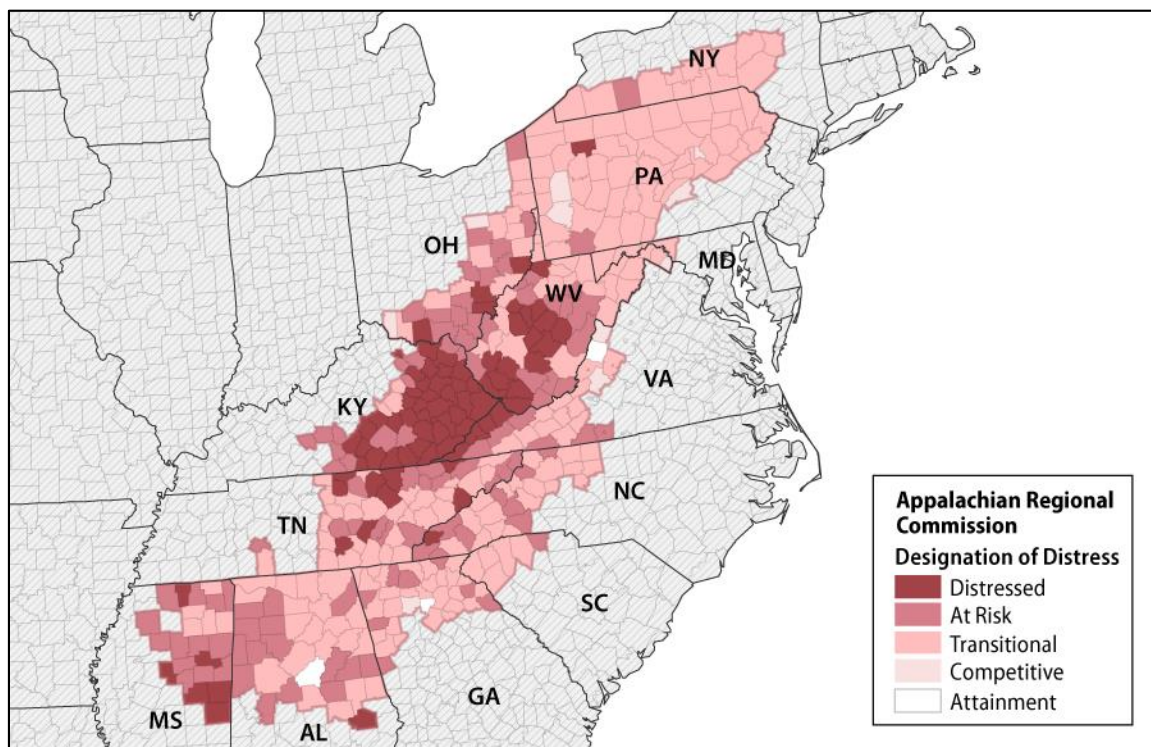 NY
PA
OH
MD
WV
VA
KY
NC
TN
SC
MS
AL
GA
Appalachian Regional
Commission
Designation of Distress
Distressed
At Risk
Transitional
Competitive
Attainment